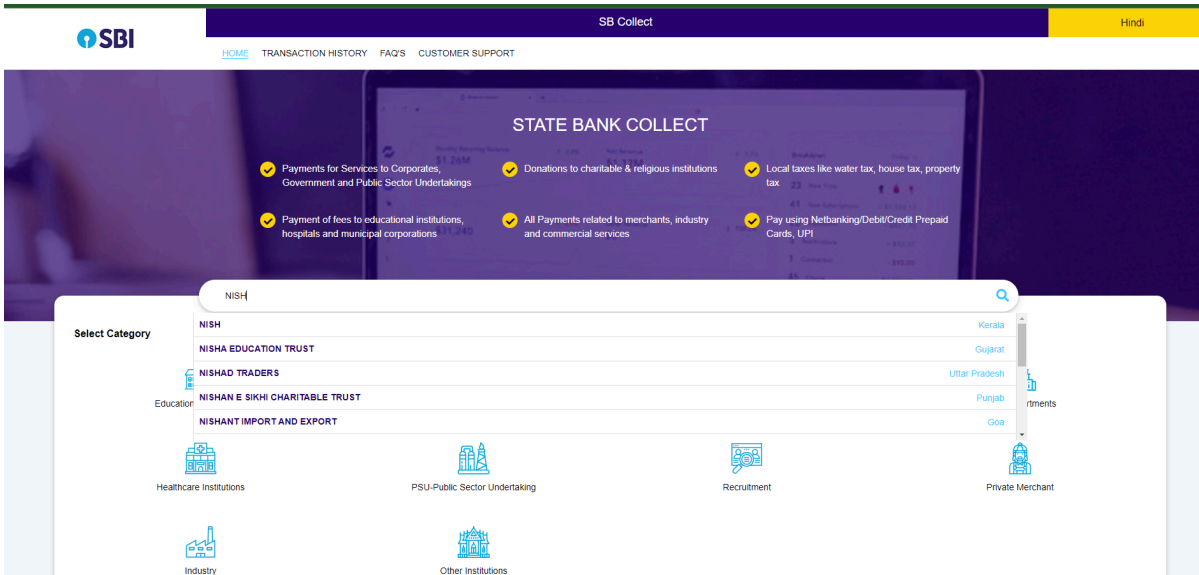 SBI
SB Collect
Hindi
HOME TRANSACTION HISTORY FAQ'S CUSTOMER SUPPORT
STATE BANK COLLECT
Payments for Services to Corporates,
Government and Public Sector Undertakings
Donations to charitable & religious institutions
Local taxes like water tax, house tax, property
tax
Payment of fees to educational institutions,
hospitals and municipal corporations
All Payments related to merchants, industry
and commercial services
Pay using Netbanking/Debit/Credit Prepaid
Cards, UPI
NISH
Select Category
NISH Kerala
NISHA EDUCATION TRUST Gujarat
NISHAD TRADERS Uttar Pradesh
NISHAN E SIKHI CHARITABLE TRUST Punjab
NISHANT IMPORT AND EXPORT Goa
Education
Healthcare Institutions
PSU-Public Sector Undertaking
Recruitment
Private Merchant
Industry
Other Institutions